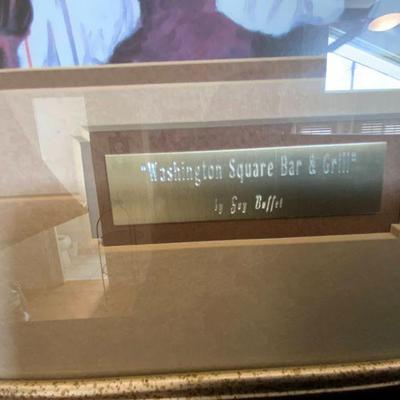 "Washington Square Bar & Grill"
by Guy Buffet